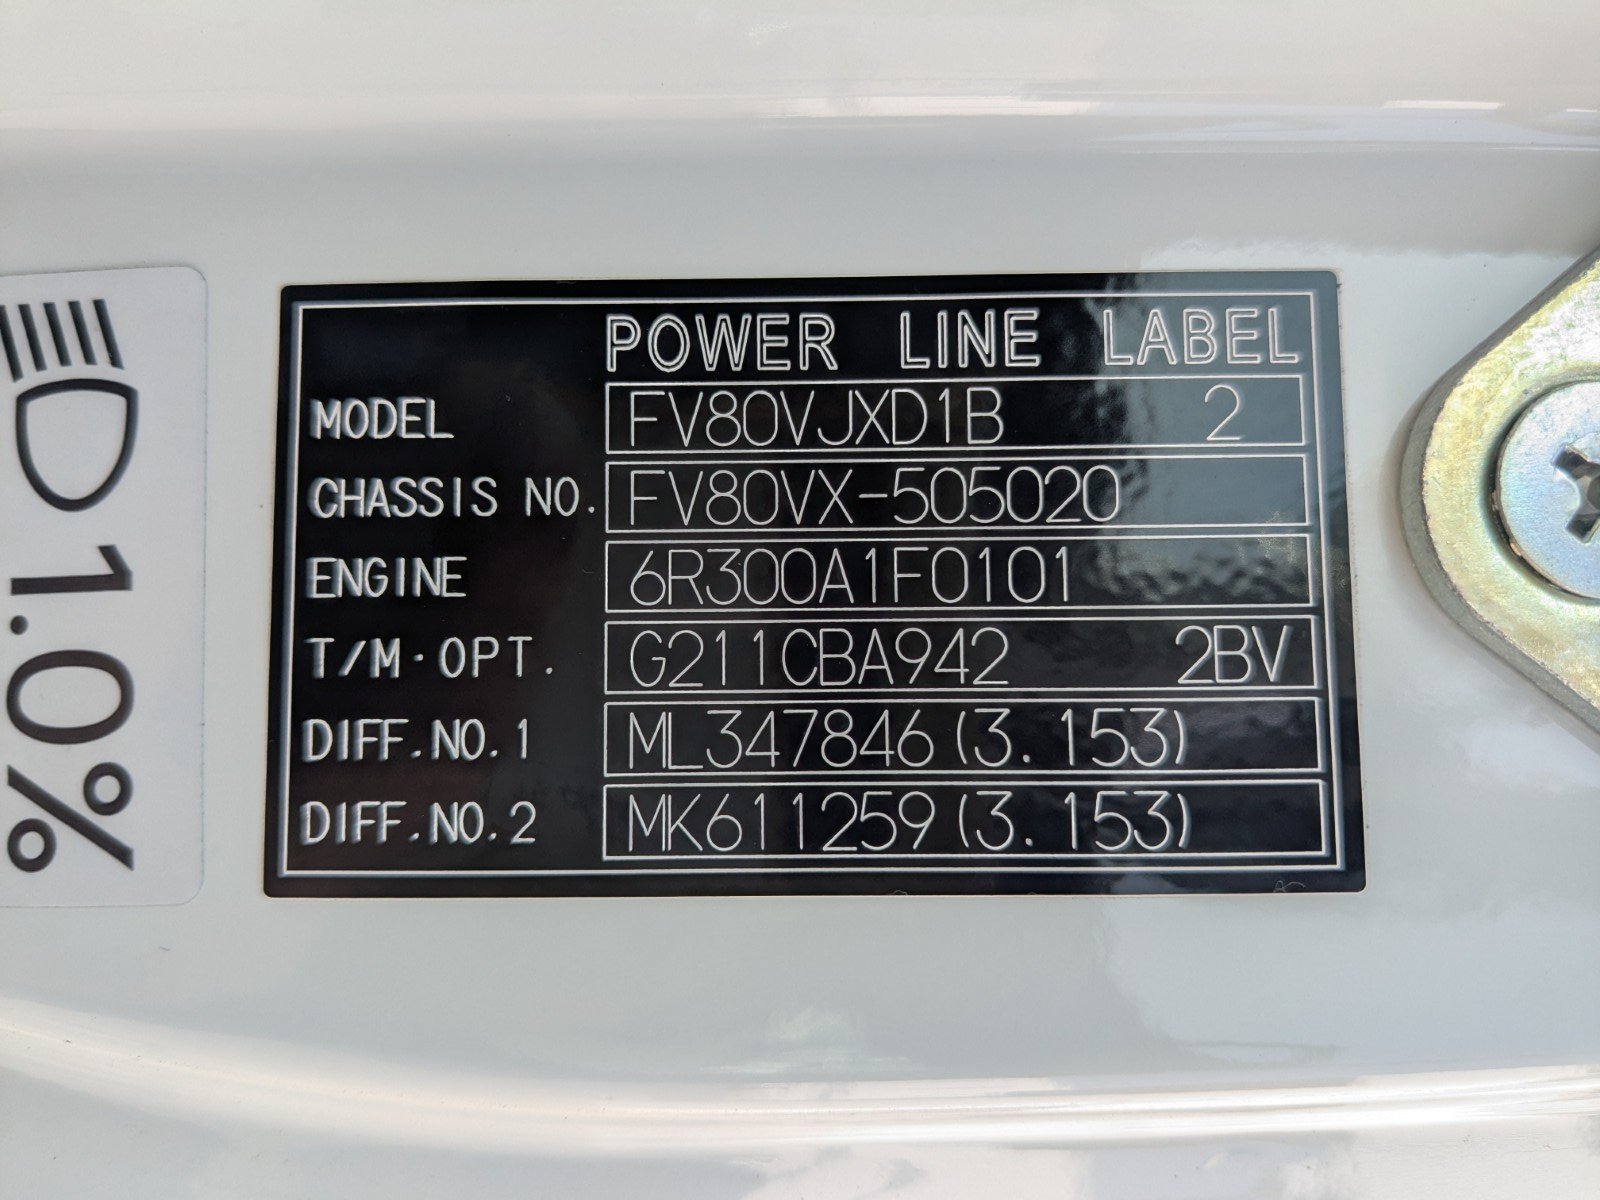 POWER LINE LABEL
MODEL FV80VJXD1B 2
CHASSIS NO. FV80VX-505020
ENGINE 6R300A1F0101
T/M·OPT. G211CBA942 2BV
DIFF.NO.1 ML347846(3.153)
DIFF.NO.2 MK611259(3.153)
1.0%